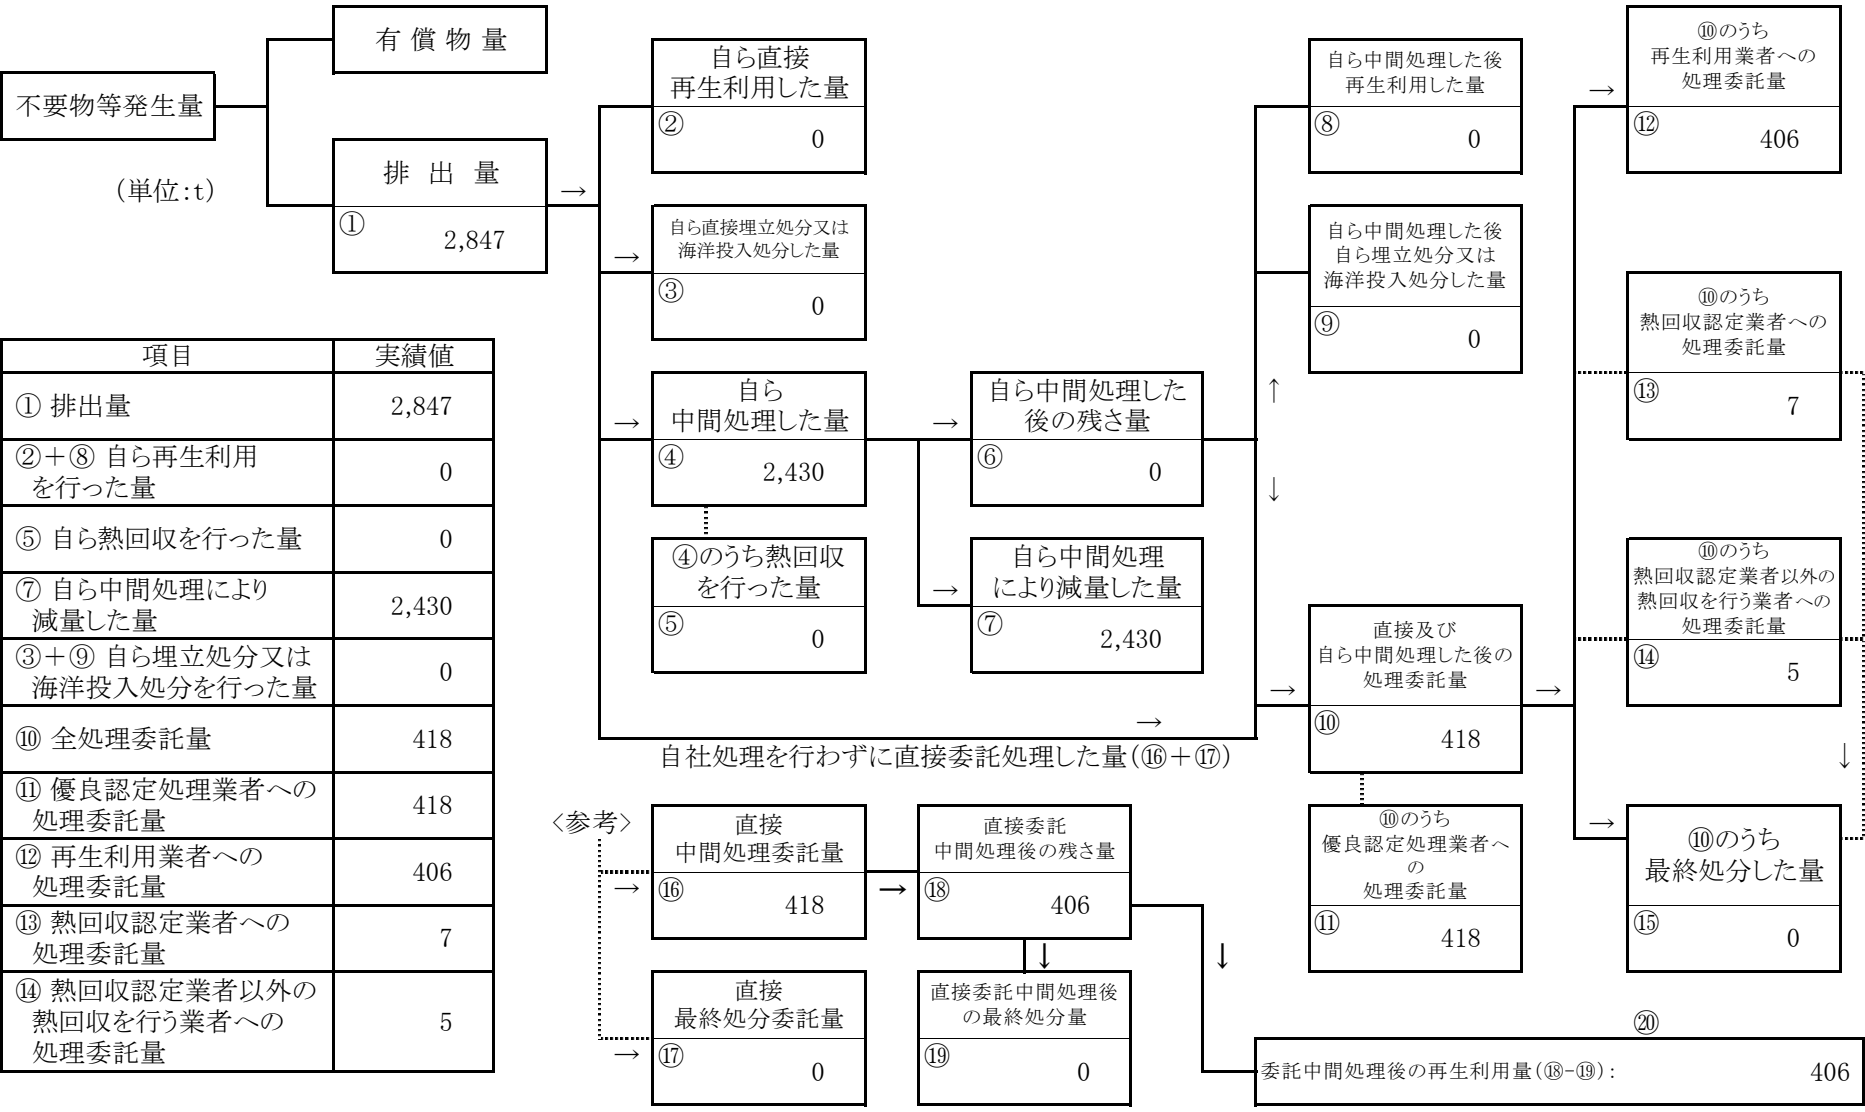 有 償 物 量
不要物等発生量
(単位:t)
排 出 量
①
2,847
→
自ら直接
再生利用した量
②
0
→
自ら直接埋立処分又は
海洋投入処分した量
③
0
→
自ら
中間処理した量
④
2,430
④のうち熱回収
を行った量
⑤
0
→
自ら中間処理した
後の残さ量
⑥
0
→
自ら中間処理
により減量した量
⑦
2,430
→
自社処理を行わずに直接委託処理した量(⑯+⑰)
自ら中間処理した後
再生利用した量
⑧
0
自ら中間処理した後
自ら埋立処分又は
海洋投入処分した量
⑨
0
↑
↓
→
直接及び
自ら中間処理した後の
処理委託量
⑩
418
→
⑩のうち
優良認定処理業者へ
の
処理委託量
⑪
418
→
⑩のうち
再生利用業者への
処理委託量
⑫
406
⑩のうち
熱回収認定業者への
処理委託量
⑬
7
⑩のうち
熱回収認定業者以外の
熱回収を行う業者への
処理委託量
⑭
5
↓
→
⑩のうち
最終処分した量
⑮
0
項目
実績値
① 排出量
2,847
②+⑧ 自ら再生利用
を行った量
0
⑤ 自ら熱回収を行った量
0
⑦ 自ら中間処理により
減量した量
2,430
③+⑨ 自ら埋立処分又は
海洋投入処分を行った量
0
⑩ 全処理委託量
418
⑪ 優良認定処理業者への
処理委託量
418
⑫ 再生利用業者への
処理委託量
406
⑬ 熱回収認定業者への
処理委託量
7
⑭ 熱回収認定業者以外の
熱回収を行う業者への
処理委託量
5
<参考>
→
直接
中間処理委託量
⑯
418
→
直接
最終処分委託量
⑰
0
→
直接委託
中間処理後の残さ量
⑱
406
↓
直接委託中間処理後
の最終処分量
⑲
0
↓
⑳
委託中間処理後の再生利用量(⑱-⑲):
406